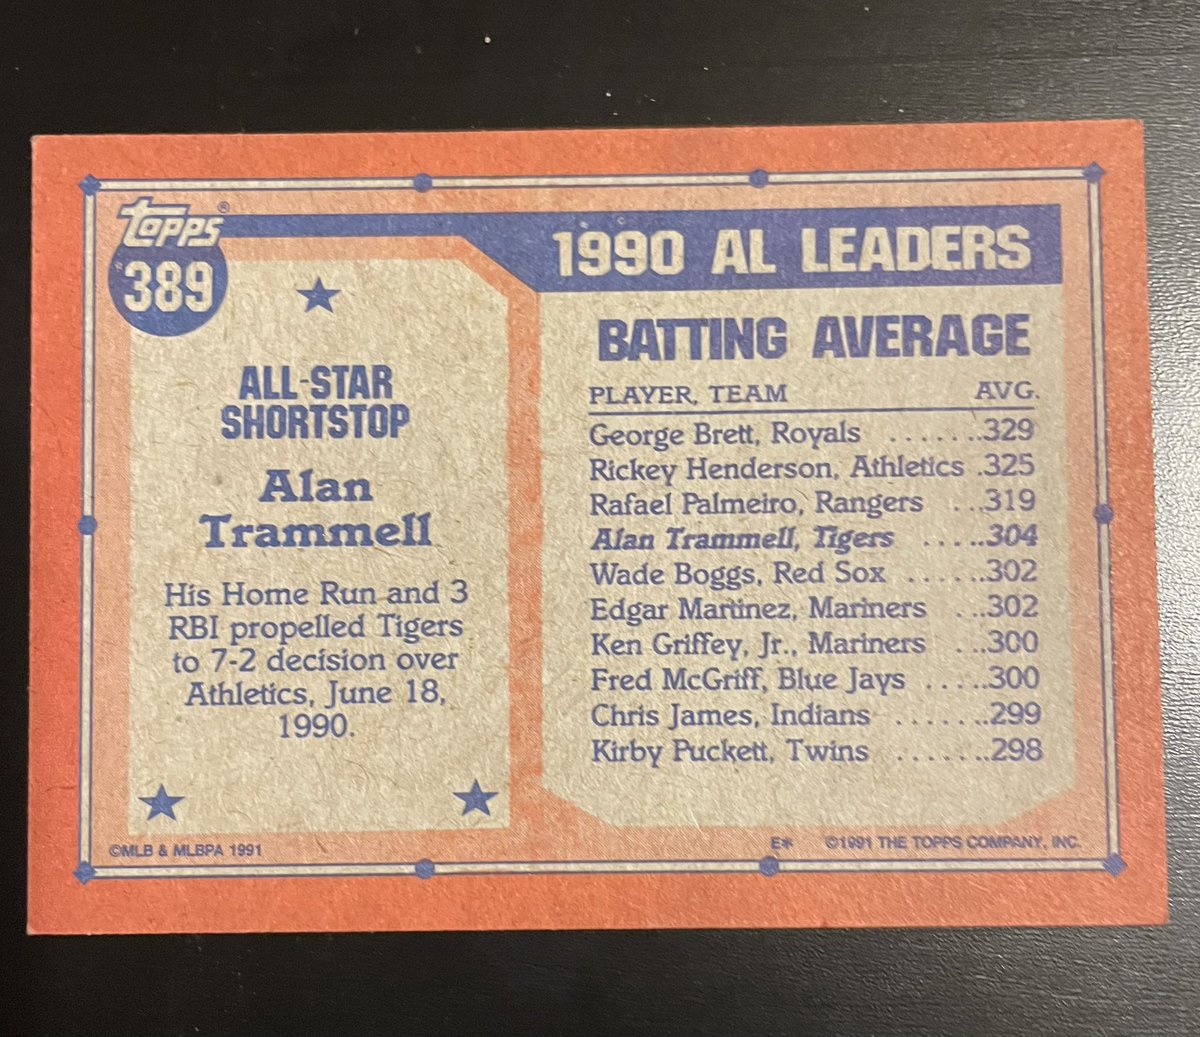 Topps®
389
ALL-STAR
SHORTSTOP
Alan
Trammell
His Home Run and 3
RBI propelled Tigers
to 7-2 decision over
Athletics, June 18,
1990.
©MLB & MLBPA 1991
1990 AL LEADERS
BATTING AVERAGE
PLAYER, TEAM AVG.
George Brett, Royals .......329
Rickey Henderson, Athletics .325
Rafael Palmeiro, Rangers ...319
Alan Trammell, Tigers .....304
Wade Boggs, Red Sox ......302
Edgar Martinez, Mariners ...302
Ken Griffey, Jr., Mariners ...300
Fred McGriff, Blue Jays .....300
Chris James, Indians .......299
Kirby Puckett, Twins .......298
E* ©1991 THE TOPPS COMPANY, INC.